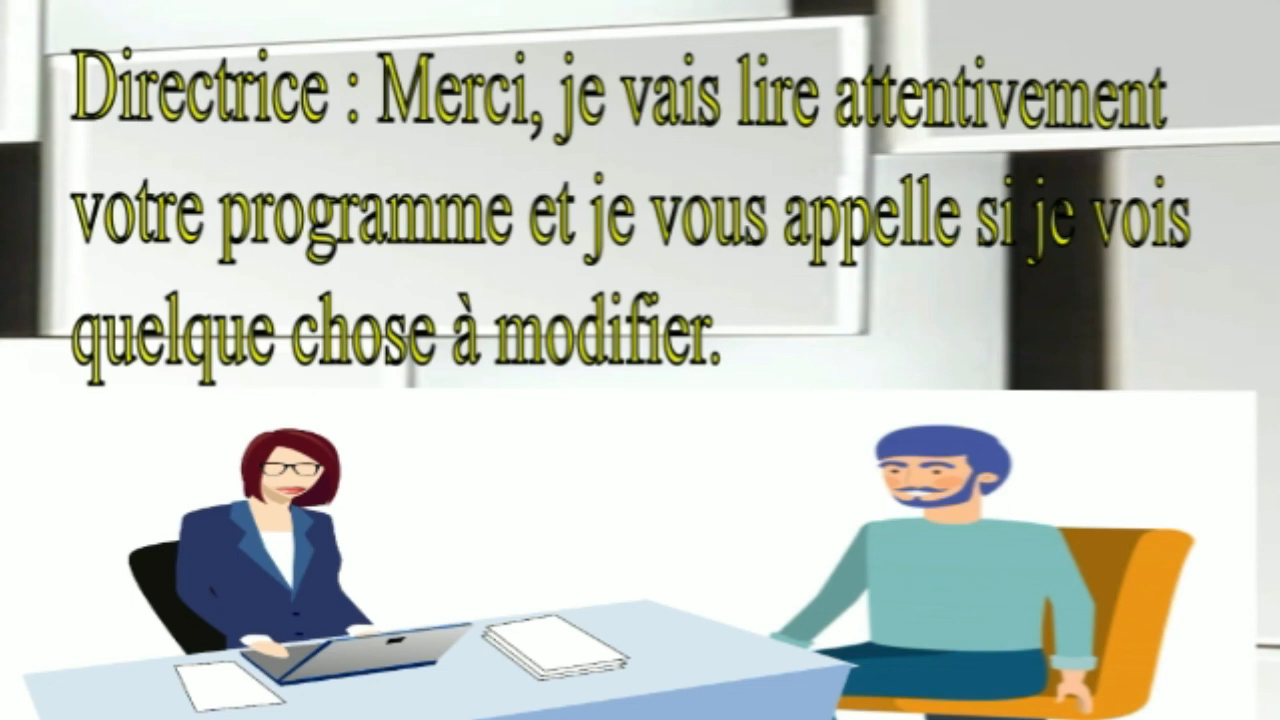 Directrice : Merci, je vais lire attentivement
votre programme et je vous appelle si je vois
quelque chose à modifier.